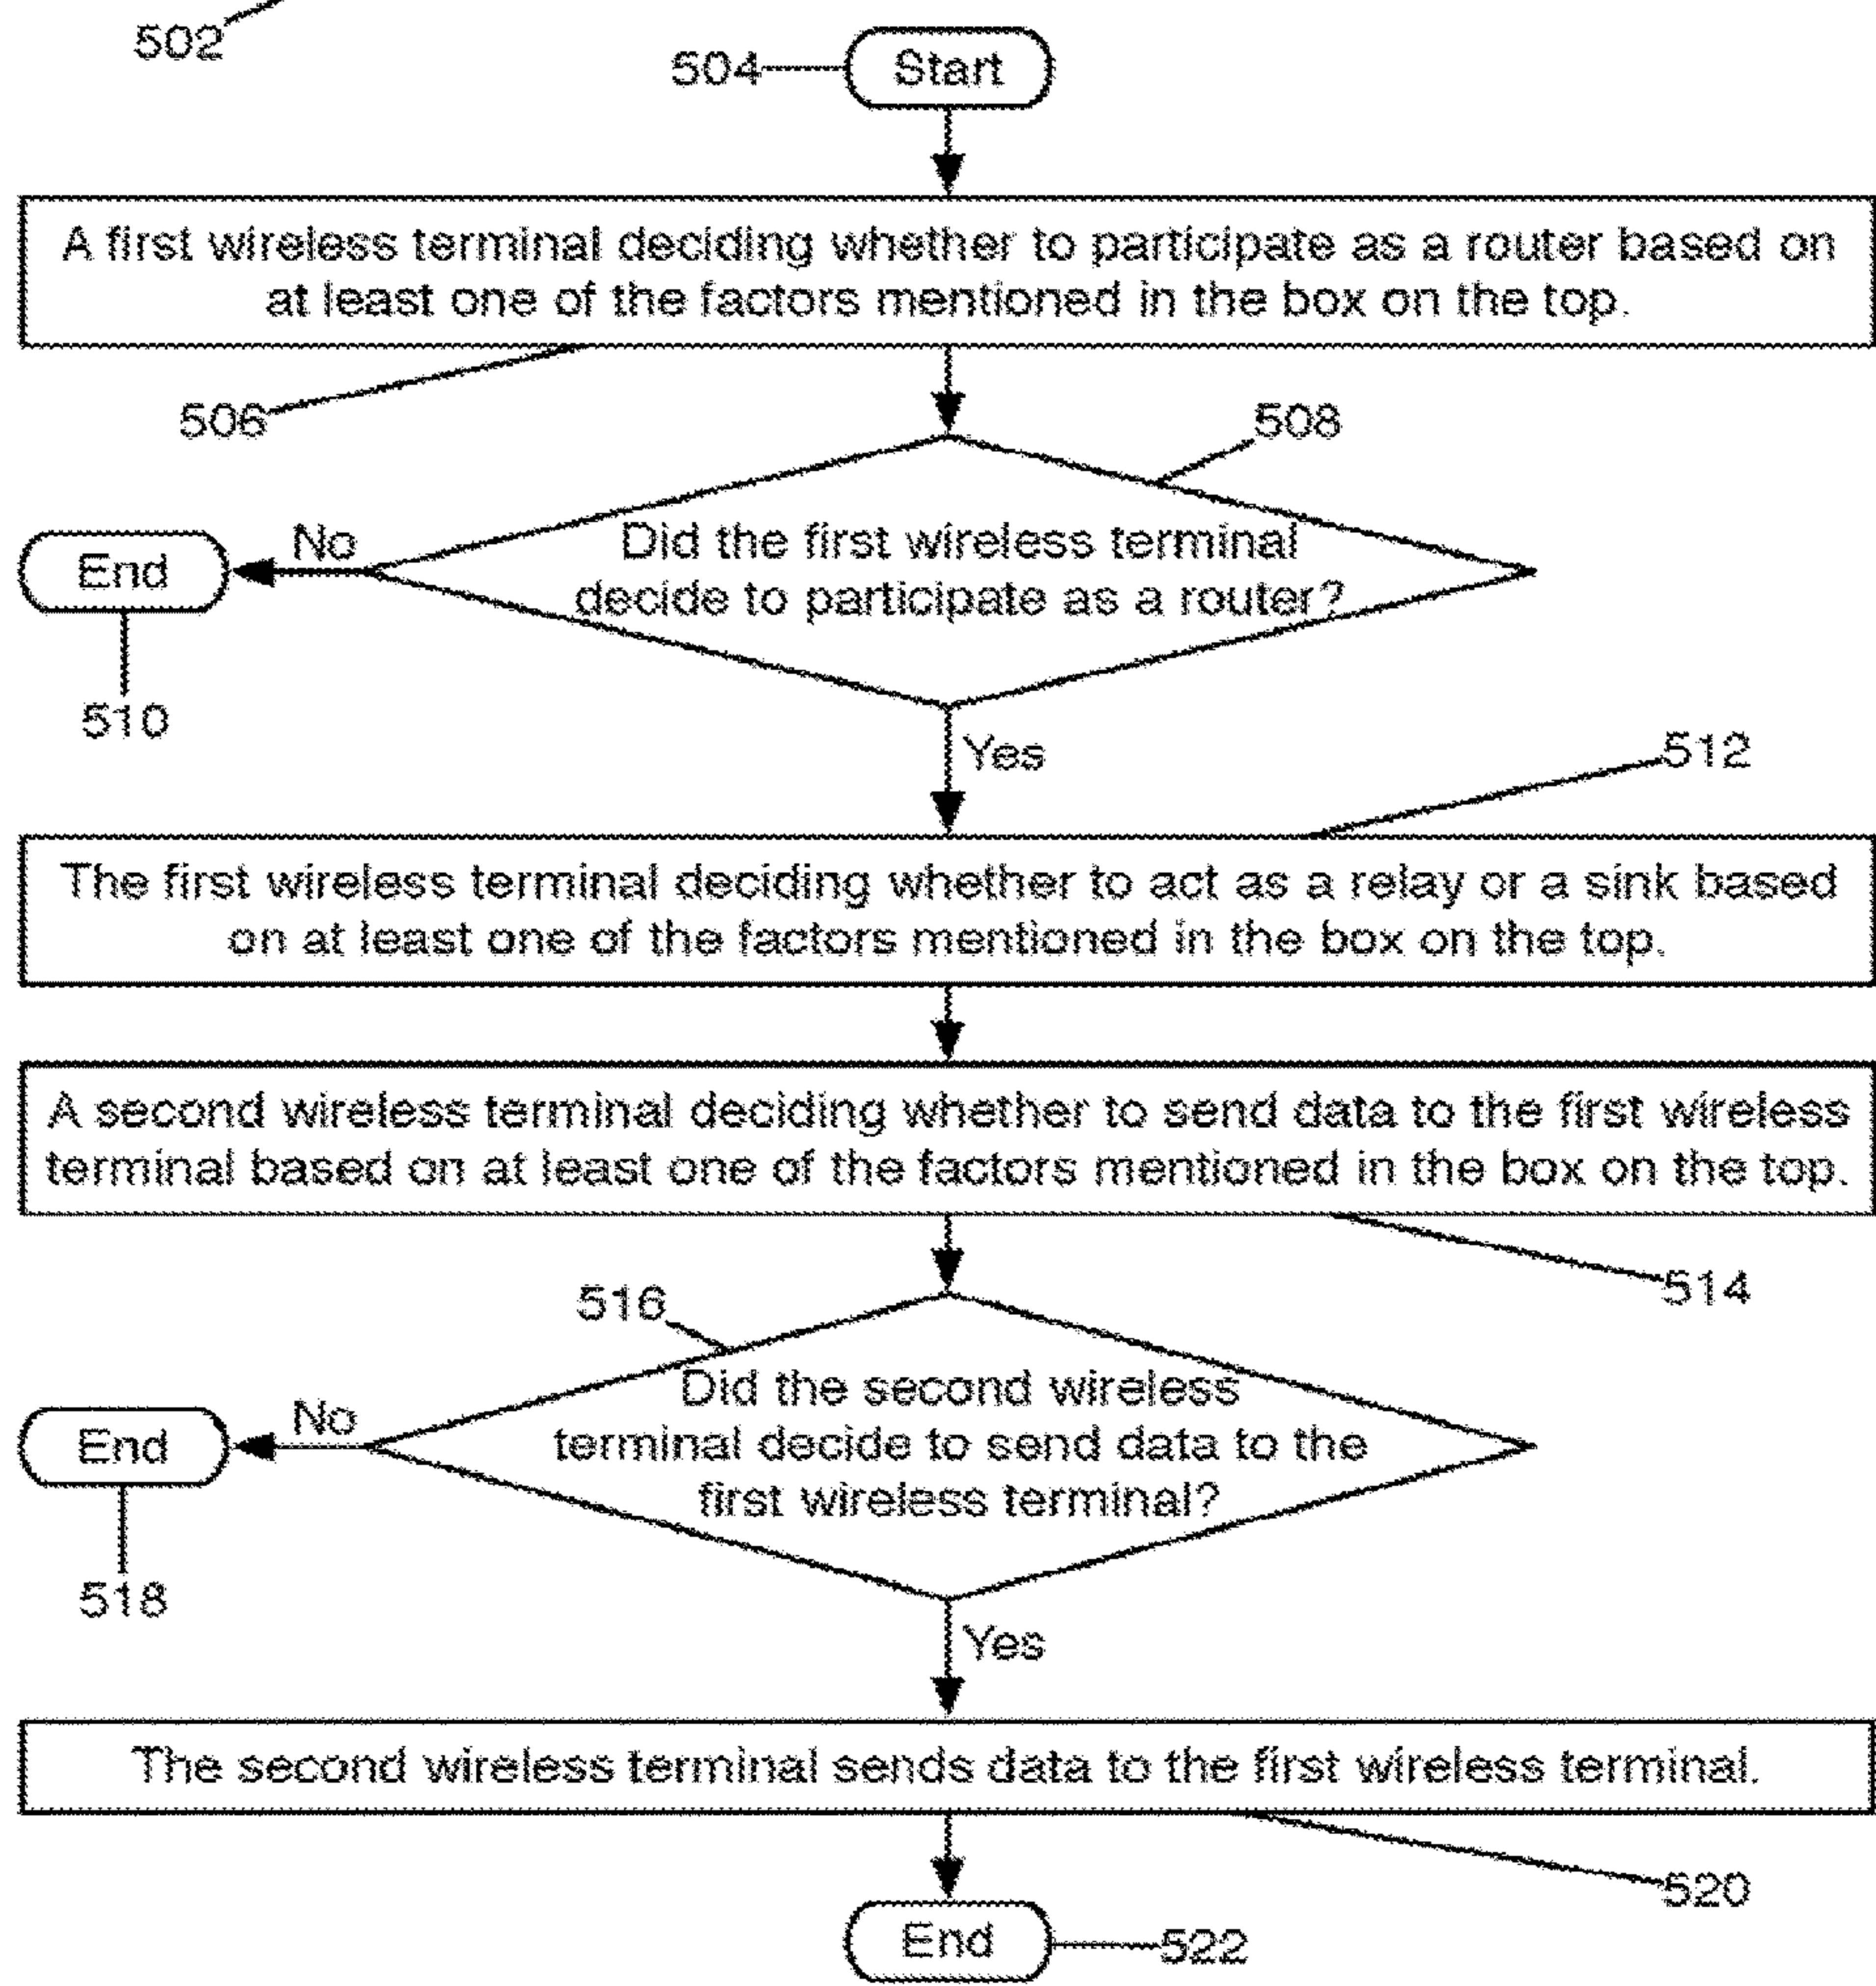 502
504
Start
A first wireless terminal deciding whether to participate as a router based on
at least one of the factors mentioned in the box on the top.
506
508
Did the first wireless terminal
decide to participate as a router?
No
End
510
Yes
512
The first wireless terminal deciding whether to act as a relay or a sink based
on at least one of the factors mentioned in the box on the top.
A second wireless terminal deciding whether to send data to the first wireless
terminal based on at least one of the factors mentioned in the box on the top.
514
516
Did the second wireless
terminal decide to send data to the
first wireless terminal?
No
End
518
Yes
The second wireless terminal sends data to the first wireless terminal.
520
End
522